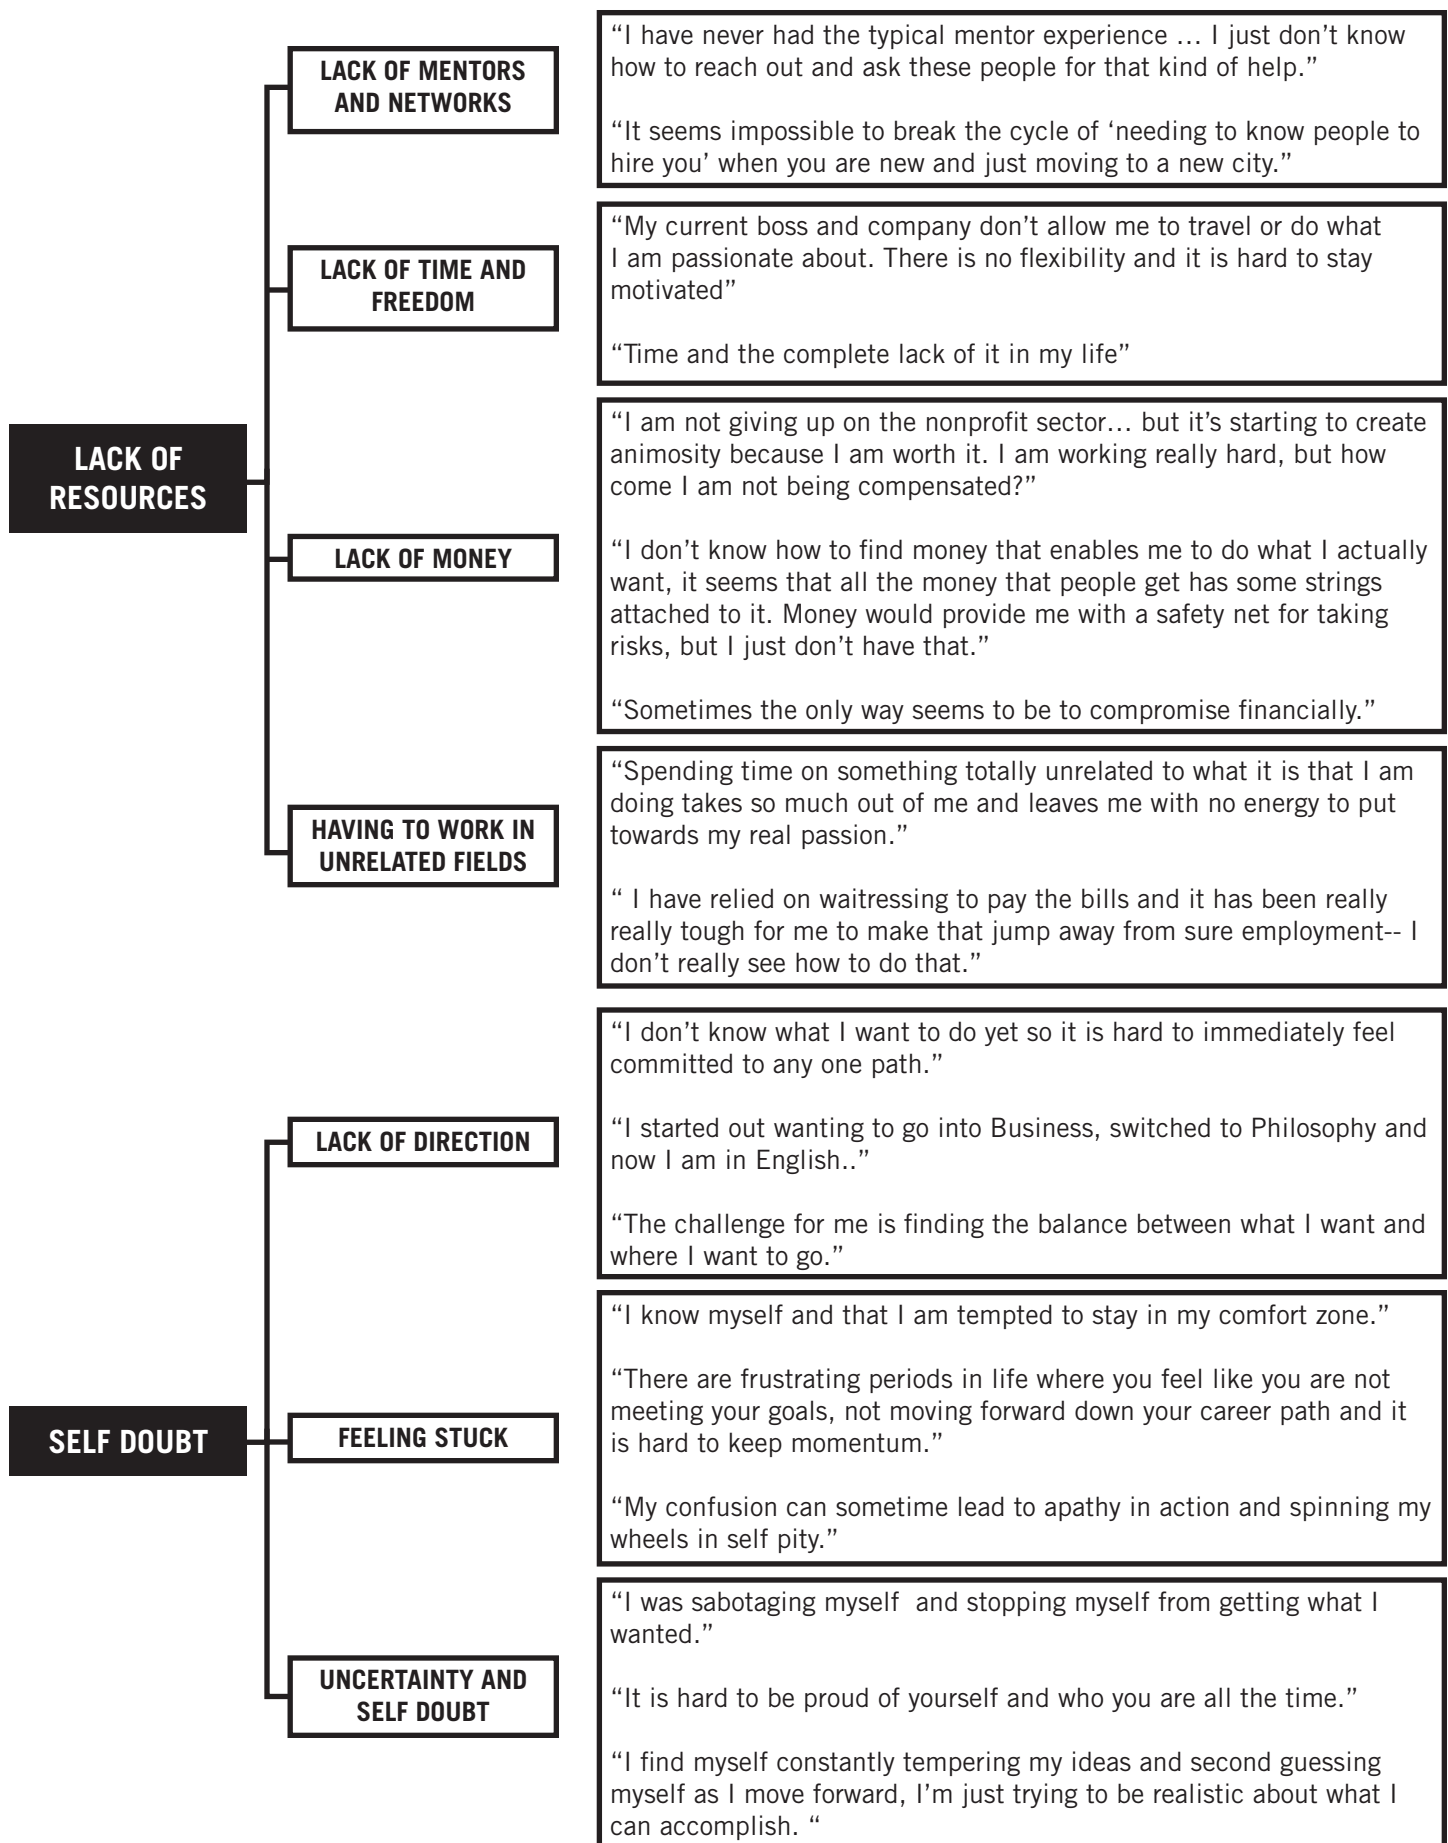 LACK OF RESOURCES
LACK OF MENTORS
AND NETWORKS
“I have never had the typical mentor experience … I just don’t know
how to reach out and ask these people for that kind of help.”
“It seems impossible to break the cycle of ‘needing to know people to
hire you’ when you are new and just moving to a new city.”
LACK OF TIME AND
FREEDOM
“My current boss and company don’t allow me to travel or do what
I am passionate about. There is no flexibility and it is hard to stay
motivated”
“Time and the complete lack of it in my life”
LACK OF MONEY
“I am not giving up on the nonprofit sector… but it’s starting to create
animosity because I am worth it. I am working really hard, but how
come I am not being compensated?”
“I don’t know how to find money that enables me to do what I actually
want, it seems that all the money that people get has some strings
attached to it. Money would provide me with a safety net for taking
risks, but I just don’t have that.”
“Sometimes the only way seems to be to compromise financially.”
HAVING TO WORK IN
UNRELATED FIELDS
“Spending time on something totally unrelated to what it is that I am
doing takes so much out of me and leaves me with no energy to put
towards my real passion.”
“ I have relied on waitressing to pay the bills and it has been really
really tough for me to make that jump away from sure employment-- I
don’t really see how to do that.”
SELF DOUBT
LACK OF DIRECTION
“I don’t know what I want to do yet so it is hard to immediately feel
committed to any one path.”
“I started out wanting to go into Business, switched to Philosophy and
now I am in English..”
“The challenge for me is finding the balance between what I want and
where I want to go.”
FEELING STUCK
“I know myself and that I am tempted to stay in my comfort zone.”
“There are frustrating periods in life where you feel like you are not
meeting your goals, not moving forward down your career path and it
is hard to keep momentum.”
“My confusion can sometime lead to apathy in action and spinning my
wheels in self pity.”
UNCERTAINTY AND
SELF DOUBT
“I was sabotaging myself  and stopping myself from getting what I
wanted.”
“It is hard to be proud of yourself and who you are all the time.”
“I find myself constantly tempering my ideas and second guessing
myself as I move forward, I’m just trying to be realistic about what I
can accomplish. “